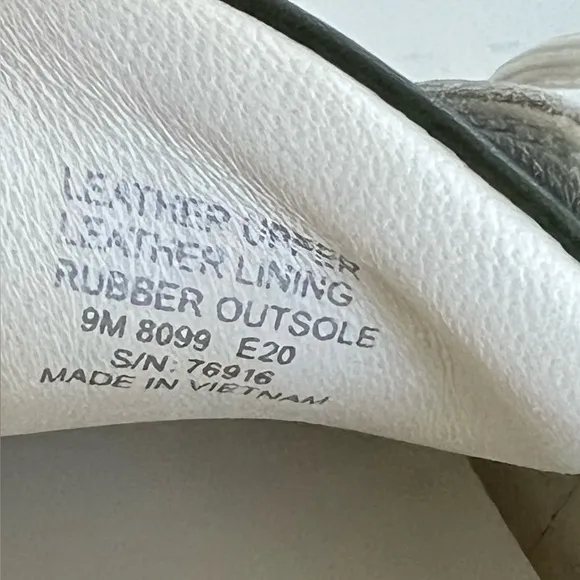 LEATHER UPPER
LEATHER LINING
RUBBER OUTSOLE
9M 8099 E20
S/N: 76916
MADE IN VIETNAM